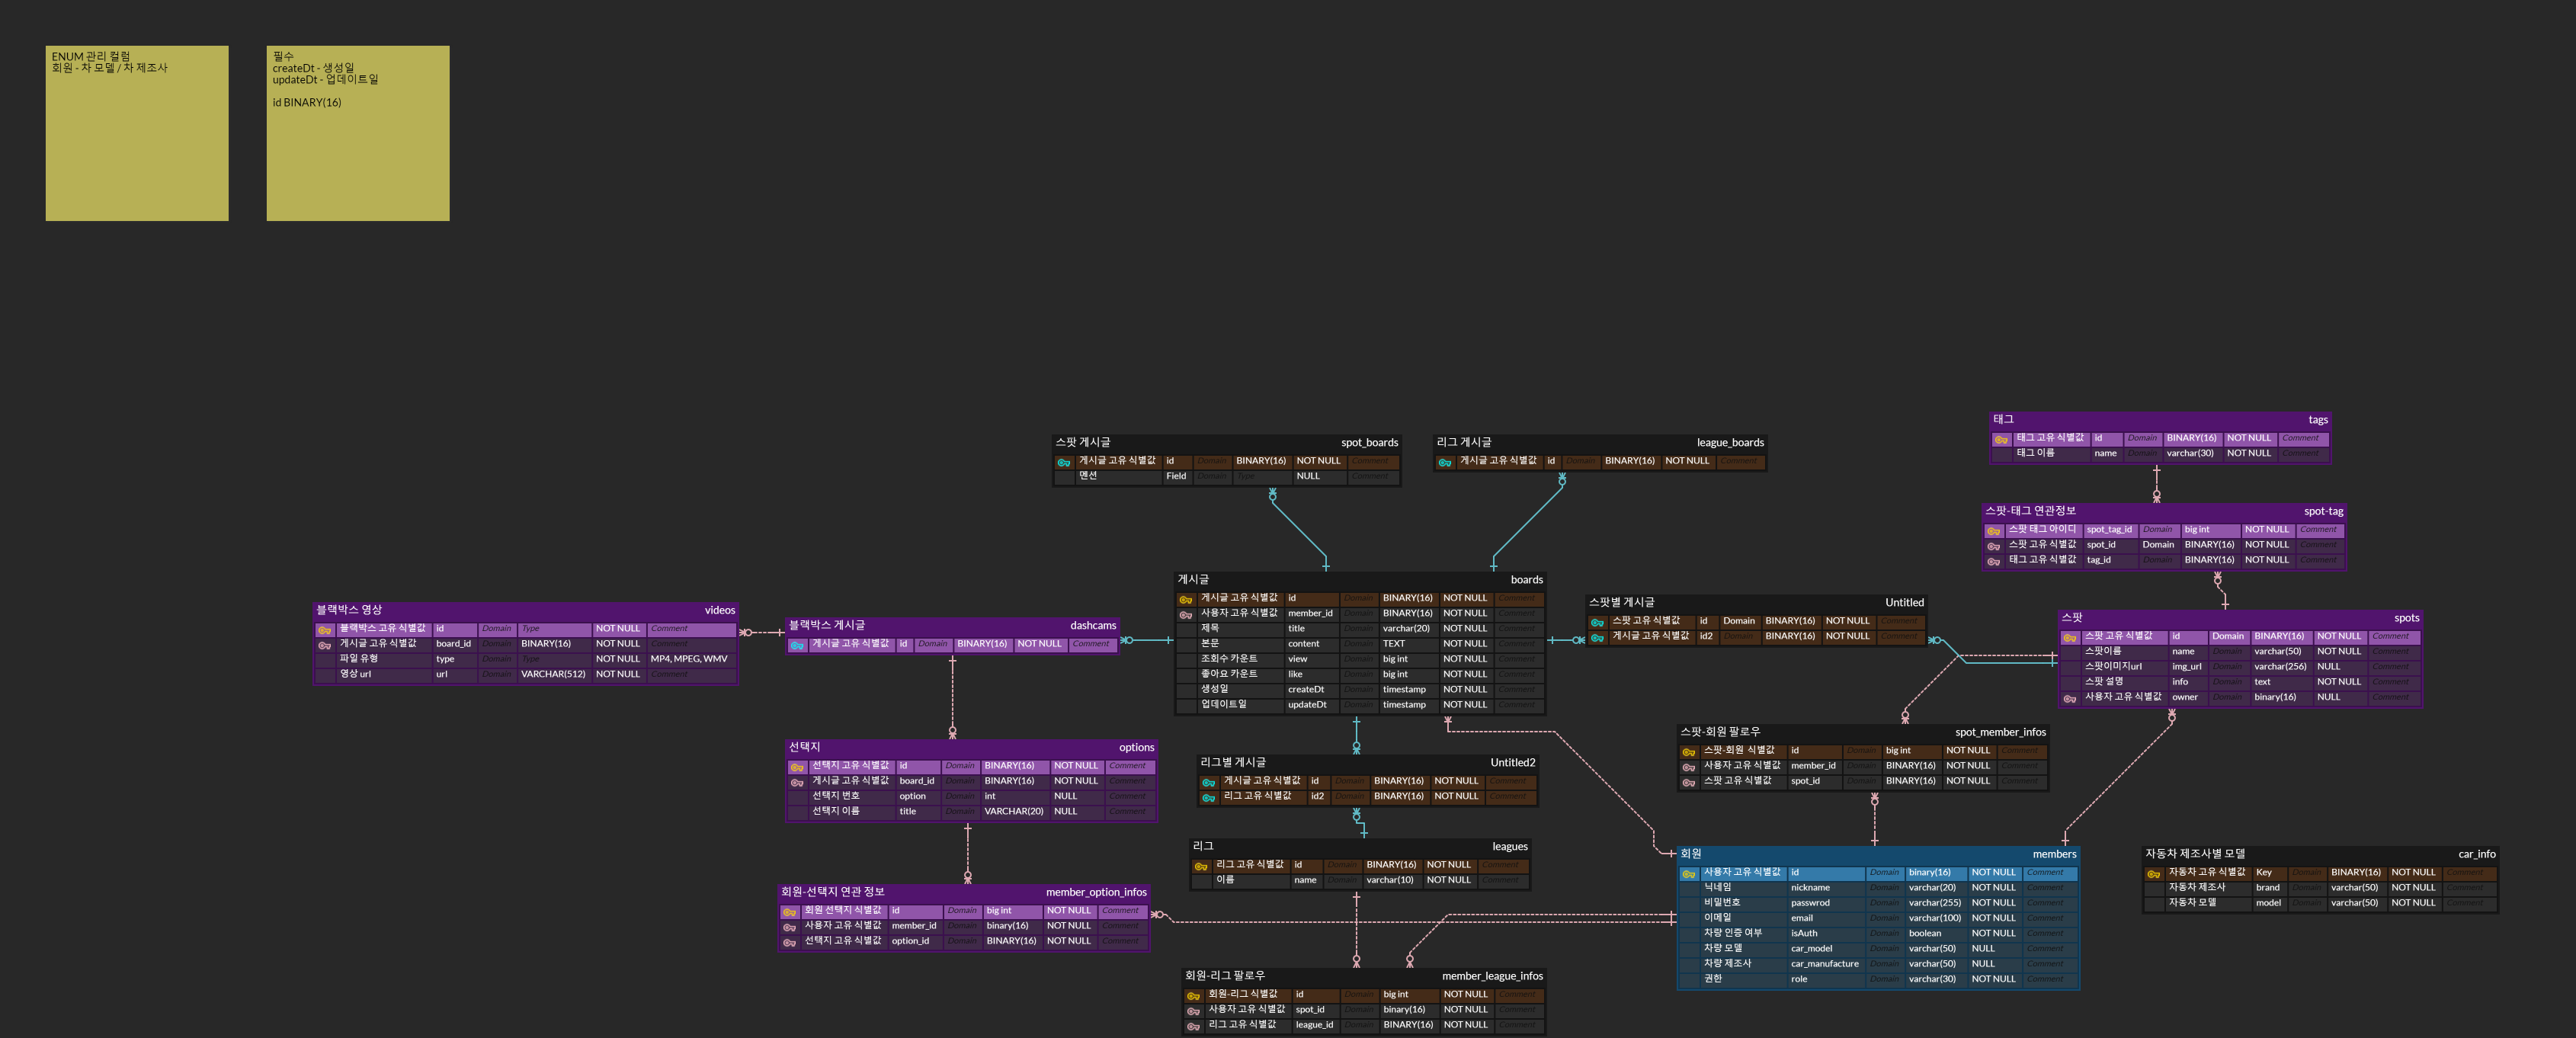 ENUM 관리 컬럼
회원 - 차 모델 / 차 제조사
필수
createDt - 생성일
updateDt - 업데이트일
id BINARY(16)
태그 tags
태그 고유 식별값 id Domain BINARY(16) NOT NULL Comment
태그 이름 name Domain varchar(30) NOT NULL Comment
스팟 게시글 spot_boards
게시글 고유 식별값 id Domain BINARY(16) NOT NULL Comment
멘션 Field Domain Type NULL Comment
리그 게시글 league_boards
게시글 고유 식별값 id Domain BINARY(16) NOT NULL Comment
스팟-태그 연관정보 spot-tag
스팟 태그 아이디 spot_tag_id Domain big int NOT NULL Comment
스팟 고유 식별값 spot_id Domain BINARY(16) NOT NULL Comment
태그 고유 식별값 tag_id Domain BINARY(16) NOT NULL Comment
블랙박스 영상 videos
블랙박스 고유 식별값 id Domain Type NOT NULL Comment
게시글 고유 식별값 board_id Domain BINARY(16) NOT NULL Comment
파일 유형 type Domain Type NOT NULL MP4, MPEG, WMV
영상 url url Domain VARCHAR(512) NOT NULL Comment
블랙박스 게시글 dashcams
게시글 고유 식별값 id Domain BINARY(16) NOT NULL Comment
게시글 boards
게시글 고유 식별값 id Domain BINARY(16) NOT NULL Comment
사용자 고유 식별값 member_id Domain BINARY(16) NOT NULL Comment
제목 title Domain varchar(20) NOT NULL Comment
본문 content Domain TEXT NOT NULL Comment
조회수 카운트 view Domain big int NOT NULL Comment
좋아요 카운트 like Domain big int NOT NULL Comment
생성일 createDt Domain timestamp NOT NULL Comment
업데이트일 updateDt Domain timestamp NOT NULL Comment
스팟별 게시글 Untitled
스팟 고유 식별값 id Domain BINARY(16) NOT NULL Comment
게시글 고유 식별값 id2 Domain BINARY(16) NOT NULL Comment
스팟 spots
스팟 고유 식별값 id Domain BINARY(16) NOT NULL Comment
스팟이름 name Domain varchar(50) NOT NULL Comment
스팟이미지url img_url Domain varchar(256) NULL Comment
스팟 설명 info Domain text NOT NULL Comment
사용자 고유 식별값 owner Domain binary(16) NULL Comment
선택지 options
선택지 고유 식별값 id Domain BINARY(16) NOT NULL Comment
게시글 고유 식별값 board_id Domain BINARY(16) NOT NULL Comment
선택지 번호 option Domain int NULL Comment
선택지 이름 title Domain VARCHAR(20) NULL Comment
리그별 게시글 Untitled2
게시글 고유 식별값 id Domain BINARY(16) NOT NULL Comment
리그 고유 식별값 id2 Domain BINARY(16) NOT NULL Comment
스팟-회원 팔로우 spot_member_infos
스팟-회원 식별값 id Domain big int NOT NULL Comment
사용자 고유 식별값 member_id Domain BINARY(16) NOT NULL Comment
스팟 고유 식별값 spot_id Domain BINARY(16) NOT NULL Comment
리그 leagues
리그 고유 식별값 id Domain BINARY(16) NOT NULL Comment
이름 name Domain varchar(10) NOT NULL Comment
회원 members
사용자 고유 식별값 id Domain binary(16) NOT NULL Comment
닉네임 nickname Domain varchar(20) NOT NULL Comment
비밀번호 passwrod Domain varchar(255) NOT NULL Comment
이메일 email Domain varchar(100) NOT NULL Comment
차량 인증 여부 isAuth Domain boolean NOT NULL Comment
차량 모델 car_model Domain varchar(50) NULL Comment
차량 제조사 car_manufacture Domain varchar(50) NULL Comment
권한 role Domain varchar(30) NOT NULL Comment
자동차 제조사별 모델 car_info
자동차 고유 식별값 Key Domain BINARY(16) NOT NULL Comment
자동차 제조사 brand Domain varchar(50) NOT NULL Comment
자동차 모델 model Domain varchar(50) NOT NULL Comment
회원-선택지 연관 정보 member_option_infos
회원 선택지 식별값 id Domain big int NOT NULL Comment
사용자 고유 식별값 member_id Domain binary(16) NOT NULL Comment
선택지 고유 식별값 option_id Domain BINARY(16) NOT NULL Comment
회원-리그 팔로우 member_league_infos
회원-리그 식별값 id Domain big int NOT NULL Comment
사용자 고유 식별값 spot_id Domain binary(16) NOT NULL Comment
리그 고유 식별값 league_id Domain BINARY(16) NOT NULL Comment